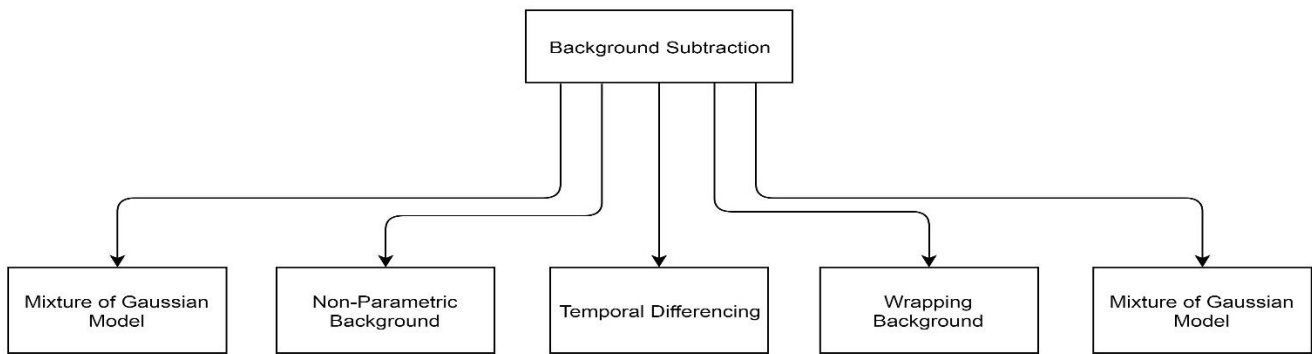 Background Subtraction
Mixture of Gaussian
Model
Non-Parametric
Background
Temporal Differencing
Wrapping
Background
Mixture of Gaussian
Model